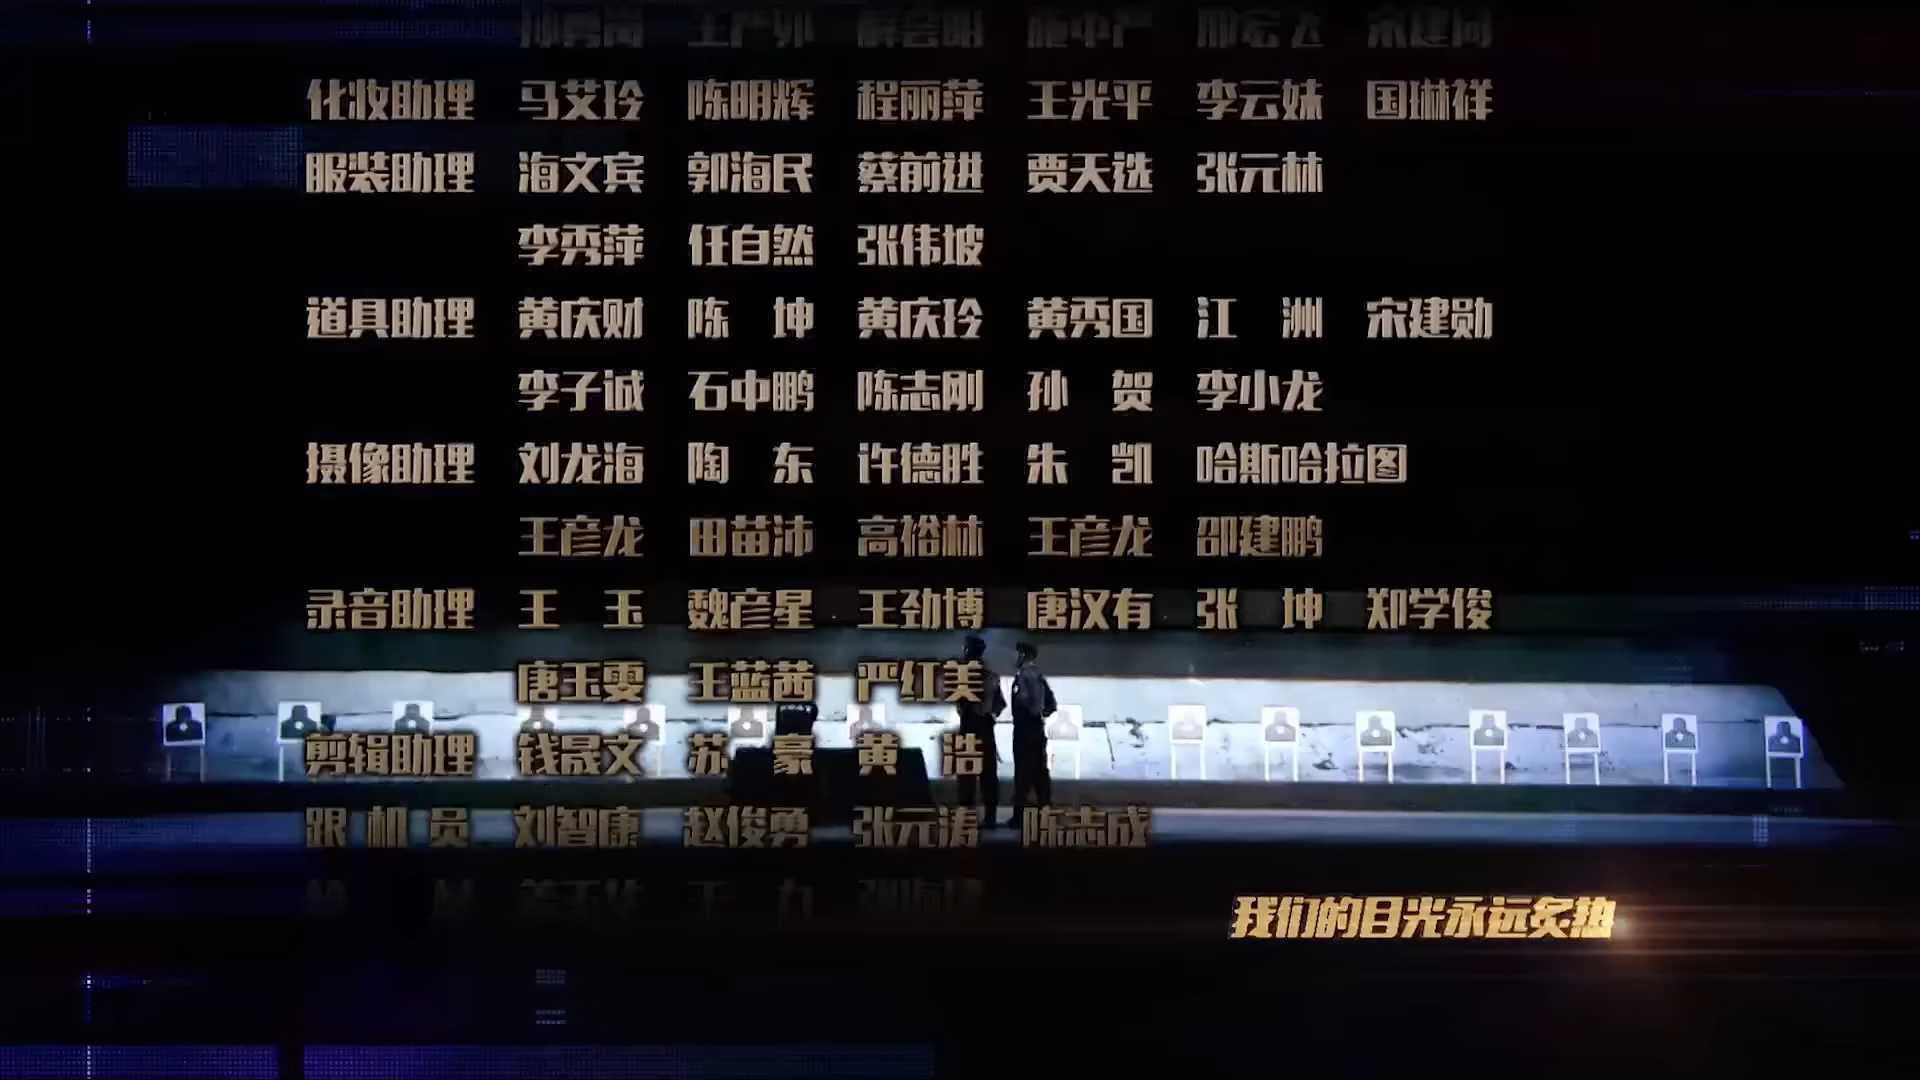 化妆助理 马艾玲 陈明辉 程丽萍 王光平 李云妹 国琳祥
服装助理 海文宾 郭海民 蔡前进 贾天选 张元林
李秀萍 任自然 张伟坡
道具助理 黄庆财 陈 坤 黄庆玲 黄秀国 江 洲 宋建勋
李子诚 石中鹏 陈志刚 孙 贺 李小龙
摄像助理 刘龙海 陶 东 许德胜 朱 凯 哈斯哈拉图
王彦龙 田苗沛 高裕林 王彦龙 邵建鹏
录音助理 王 玉 魏彦星 王劲博 唐汉有 张 坤 郑学俊
唐玉雯 王蓝茜 严红美
剪辑助理 钱晟文 苏 豪 黄 浩
跟机员 刘智康 赵俊勇 张元涛 陈志成
我们的目光永远炙热